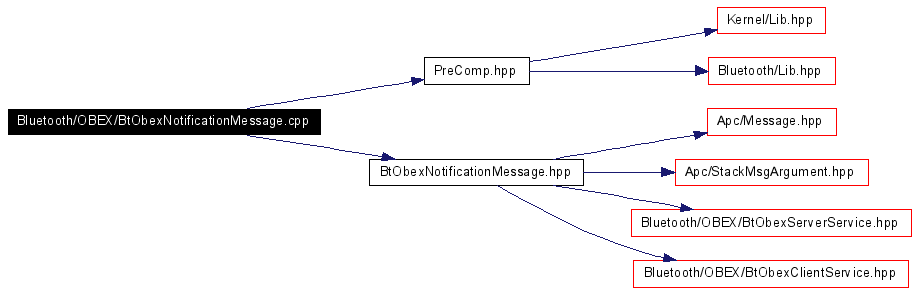 Kernel/Lib.hpp
PreComp.hpp
Bluetooth/Lib.hpp
Bluetooth/OBEX/BtObexNotificationMessage.cpp
Apc/Message.hpp
BtObexNotificationMessage.hpp
Apc/StackMsgArgument.hpp
Bluetooth/OBEX/BtObexServerService.hpp
Bluetooth/OBEX/BtObexClientService.hpp